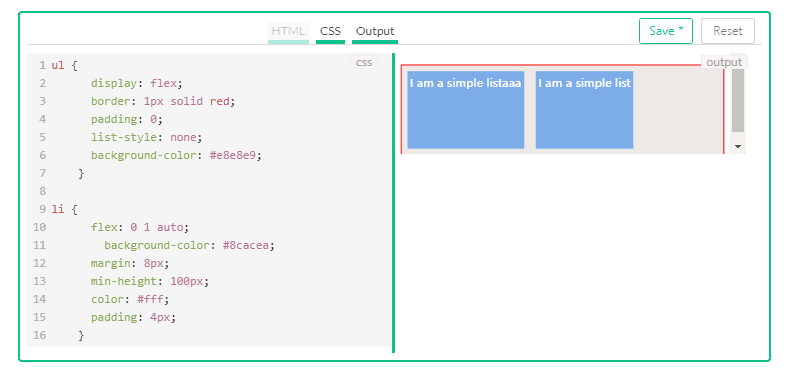 HTML CSS Output Save * Reset
css
1 ul {
2 display: flex;
3 border: 1px solid red;
4 padding: 0;
5 list-style: none;
6 background-color: #e8e8e9;
7 }
8
9 li {
10 flex: 0 1 auto;
11 background-color: #8cacea;
12 margin: 8px;
13 min-height: 100px;
14 color: #fff;
15 padding: 4px;
16 }
output
I am a simple listaaa I am a simple list